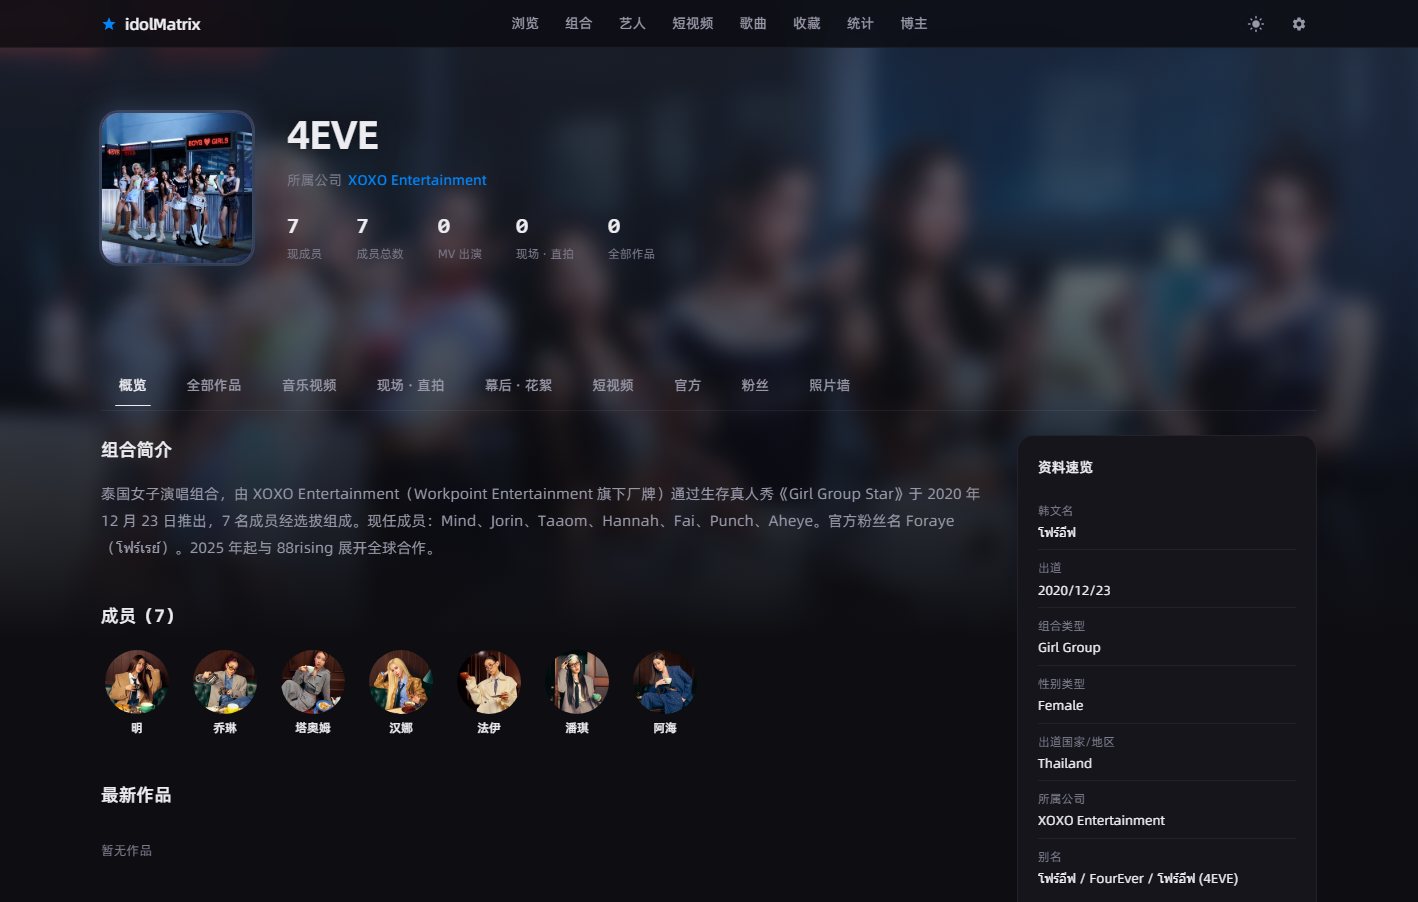 idolMatrix
浏览 组合 艺人 短视频 歌曲 收藏 统计 博主
BOYS GIRLS
4EVE
4EVE
所属公司 XOXO Entertainment
7 7 0 0 0
现成员 成员总数 MV 出演 现场 · 直拍 全部作品
概览 全部作品 音乐视频 现场 · 直拍 幕后 · 花絮 短视频 官方 粉丝 照片墙
组合简介
泰国女子演唱组合，由 XOXO Entertainment（Workpoint Entertainment 旗下厂牌）通过生存真人秀《Girl Group Star》于 2020 年
12 月 23 日推出，7 名成员经选拔组成。现任成员：Mind、Jorin、Taaom、Hannah、Fai、Punch、Aheye。官方粉丝名 Foraye
（โฟร์เรย์）。2025 年起与 88rising 展开全球合作。
成员（7）
明 乔琳 塔奥姆 汉娜 法伊 潘琪 阿海
最新作品
暂无作品
资料速览
韩文名
โฟร์อีฟ
出道
2020/12/23
组合类型
Girl Group
性别类型
Female
出道国家/地区
Thailand
所属公司
XOXO Entertainment
别名
โฟร์อีฟ / FourEver / โฟร์อีฟ (4EVE)